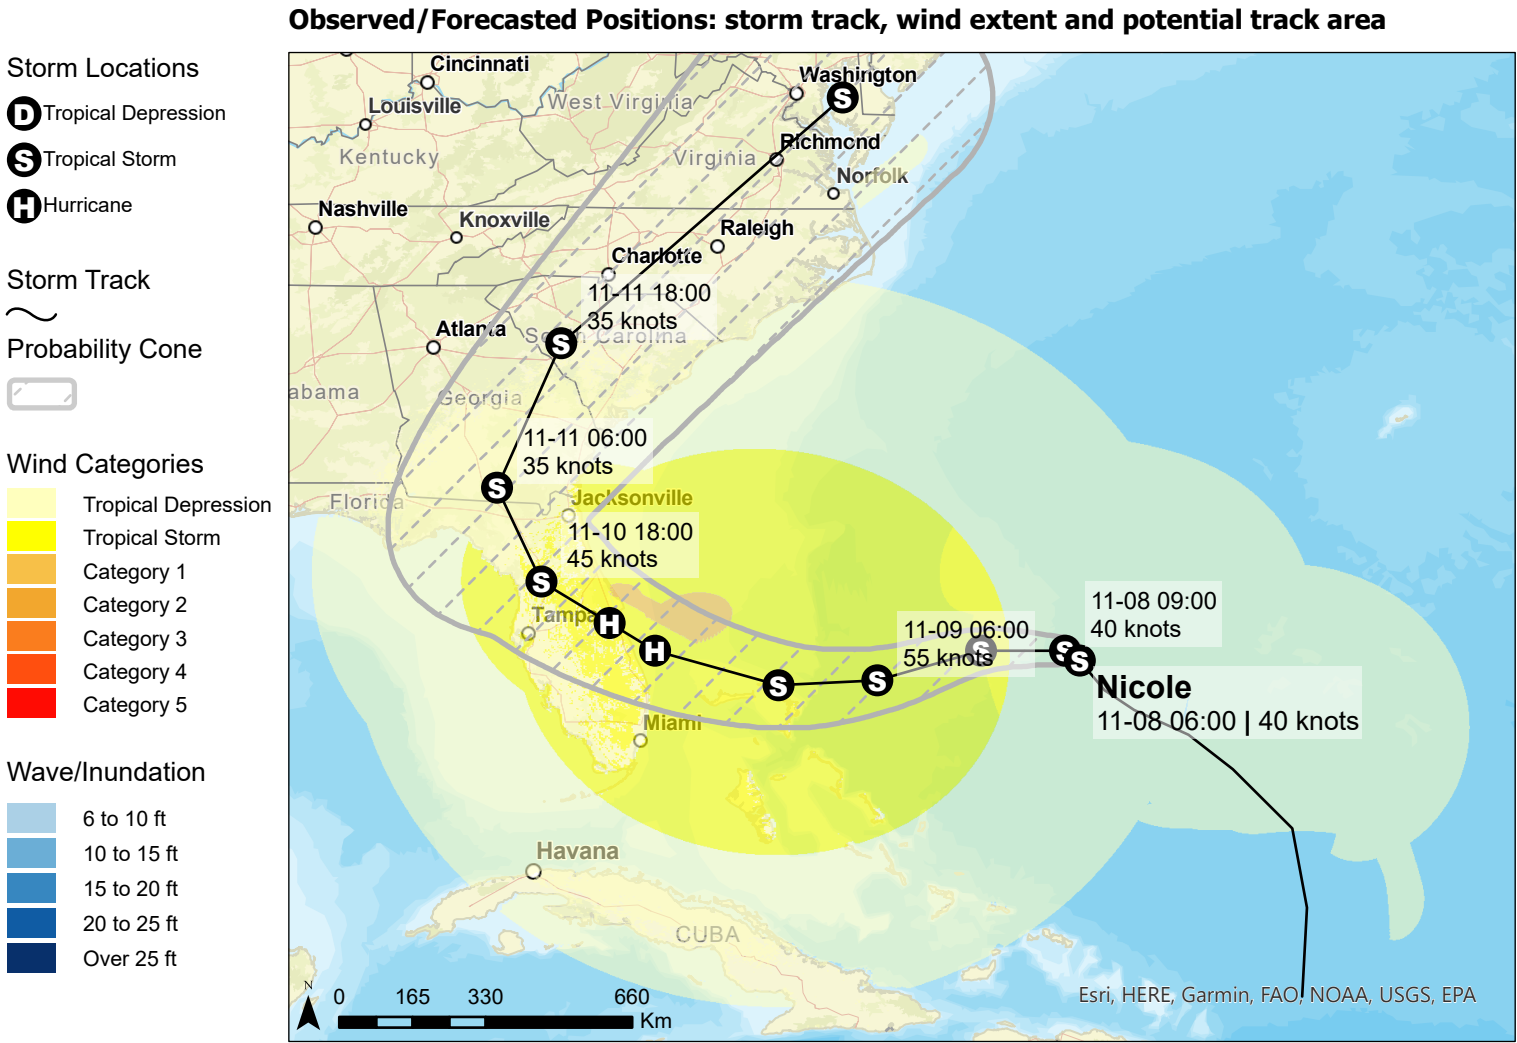 Observed/Forecasted Positions: storm track, wind extent and potential track area
Storm Locations
D Tropical Depression
S Tropical Storm
H Hurricane
Storm Track
Probability Cone
Wind Categories
Tropical Depression
Tropical Storm
Category 1
Category 2
Category 3
Category 4
Category 5
Wave/Inundation
6 to 10 ft
10 to 15 ft
15 to 20 ft
20 to 25 ft
Over 25 ft
Cincinnati
Washington
S
Louisville
West Virginia
Kentucky
Virginia
Richmond
Norfolk
Nashville
Knoxville
Raleigh
Charlotte
11-11 18:00
35 knots
Atlanta
S
South Carolina
abama
Georgia
11-11 06:00
35 knots
S
Florida
Jacksonville
11-10 18:00
45 knots
S
Tampa
H
H
S
S
11-09 06:00
55 knots
S
11-08 09:00
40 knots
S
S
Nicole
11-08 06:00 | 40 knots
Miami
Havana
CUBA
N
0 165 330 660
Km
Esri, HERE, Garmin, FAO, NOAA, USGS, EPA